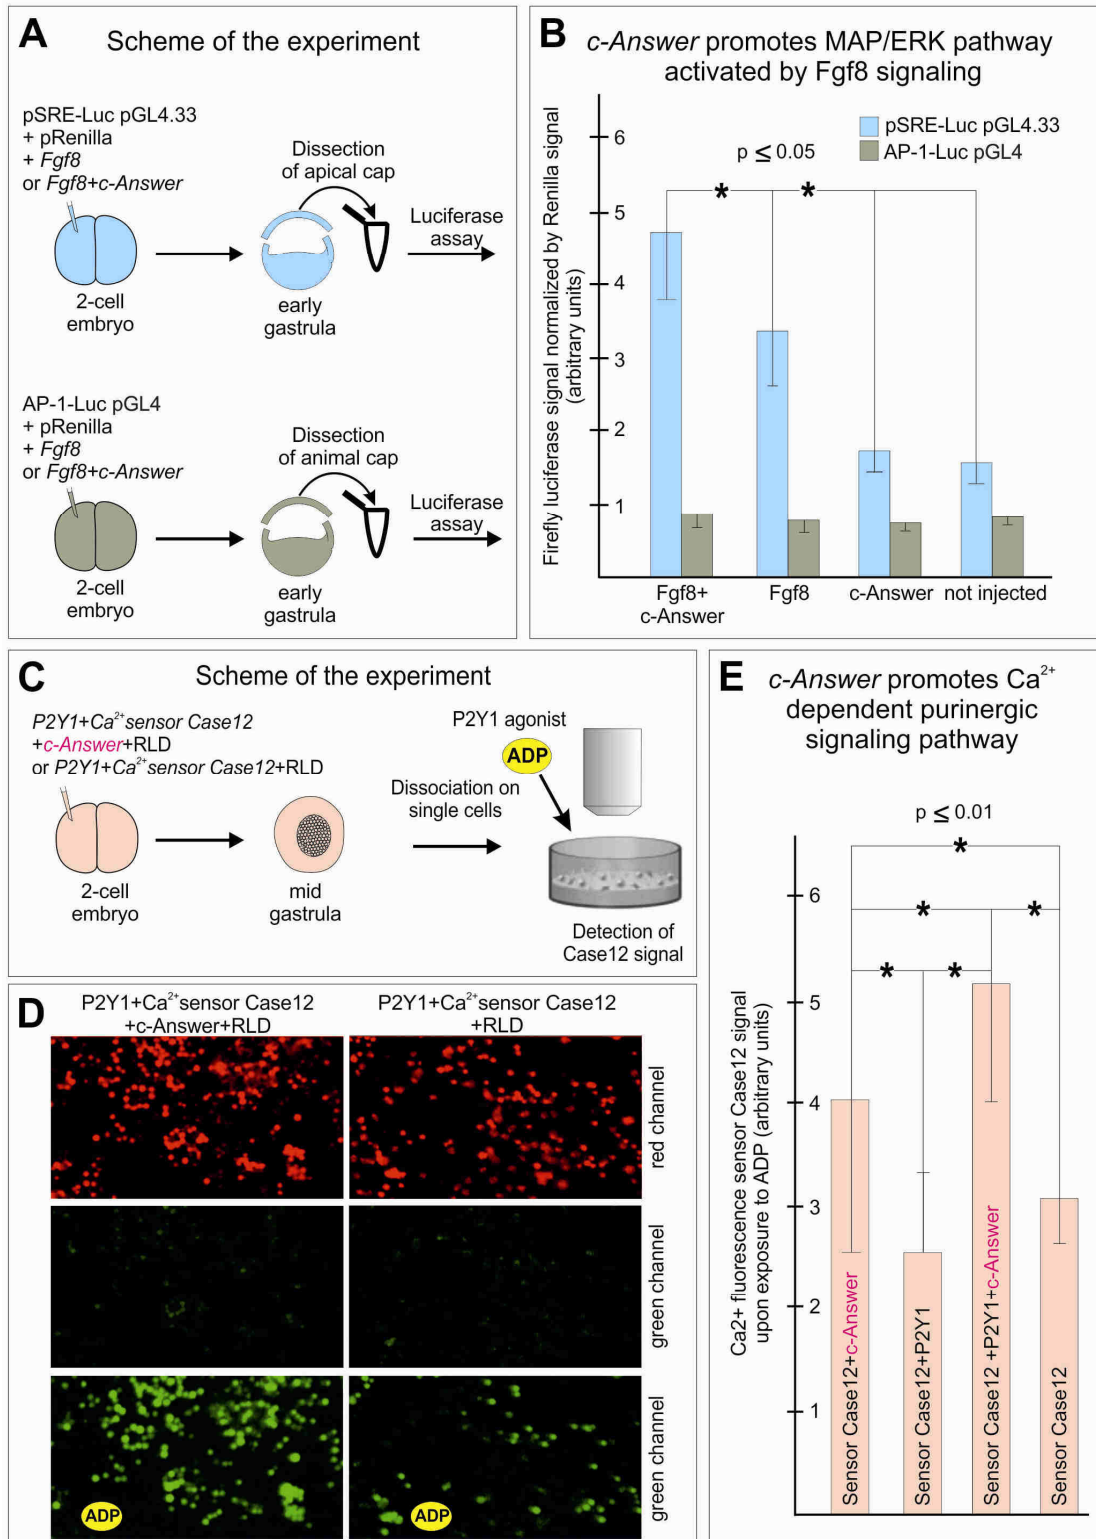 A
Scheme of the experiment
pSRE-Luc pGL4.33
+ pRenilla
+ Fgf8
or Fgf8+c-Answer
Dissection
of apical cap
Luciferase
assay
2-cell
embryo
early
gastrula
AP-1-Luc pGL4
+ pRenilla
+ Fgf8
or Fgf8+c-Answer
Dissection
of animal cap
Luciferase
assay
2-cell
embryo
early
gastrula
B
c-Answer promotes MAP/ERK pathway
activated by Fgf8 signaling
pSRE-Luc pGL4.33
AP-1-Luc pGL4
p ≤ 0.05
* *
Firefly luciferase signal normalized by Renilla signal
(arbitrary units)
6
5
4
3
2
1
Fgf8+
c-Answer
Fgf8
c-Answer
not injected
C
Scheme of the experiment
P2Y1+Ca²⁺sensor Case12
+c-Answer+RLD
or P2Y1+Ca²⁺sensor Case12+RLD
2-cell
embryo
mid
gastrula
Dissociation on
single cells
P2Y1 agonist
ADP
Detection of
Case12 signal
D
P2Y1+Ca²⁺sensor Case12
+c-Answer+RLD
P2Y1+Ca²⁺sensor Case12
+RLD
red channel
green channel
green channel
ADP
ADP
E
c-Answer promotes Ca²⁺
dependent purinergic
signaling pathway
p ≤ 0.01
*
* *
* *
Ca2+ fluorescence sensor Case12 signal
upon exposure to ADP (arbitrary units)
6
5
4
3
2
1
Sensor Case12+c-Answer
Sensor Case12+P2Y1
Sensor Case12 +P2Y1+c-Answer
Sensor Case12